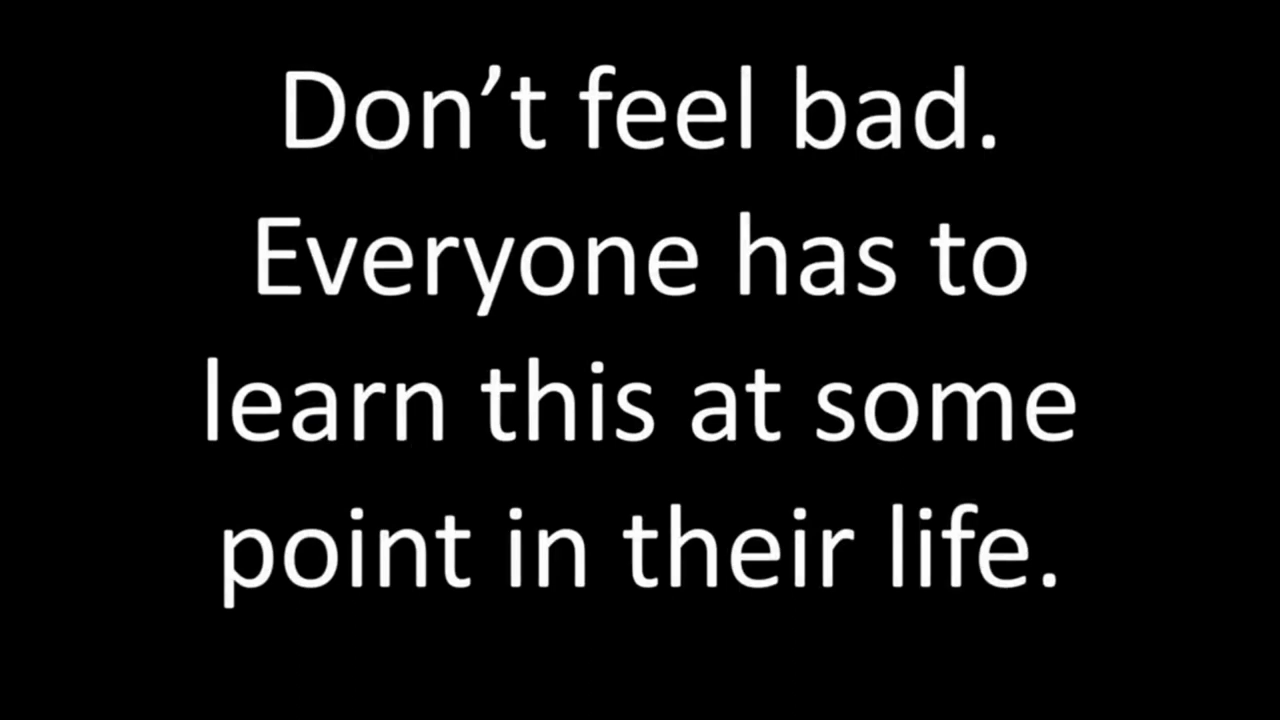 Don’t feel bad.
Everyone has to
learn this at some
point in their life.